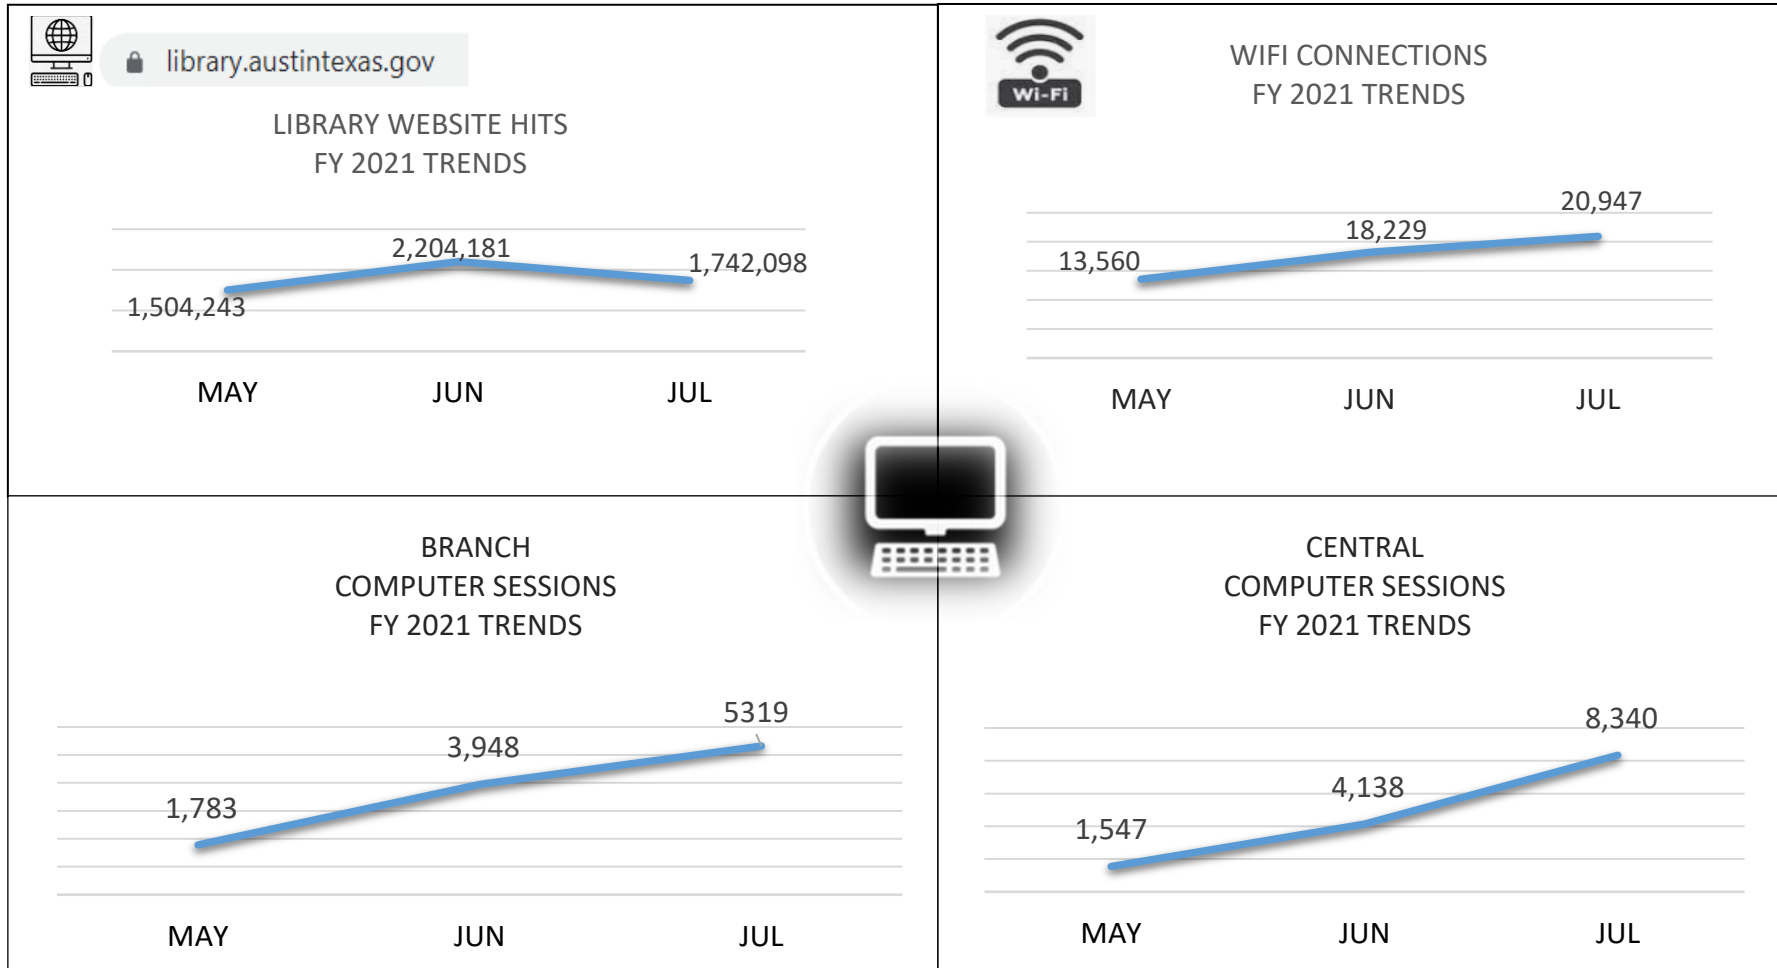 library.austintexas.gov
LIBRARY WEBSITE HITS
FY 2021 TRENDS
2,204,181
1,742,098
1,504,243
MAY JUN JUL
Wi-Fi
WIFI CONNECTIONS
FY 2021 TRENDS
20,947
18,229
13,560
MAY JUN JUL
BRANCH
COMPUTER SESSIONS
FY 2021 TRENDS
5319
3,948
1,783
MAY JUN JUL
CENTRAL
COMPUTER SESSIONS
FY 2021 TRENDS
8,340
4,138
1,547
MAY JUN JUL